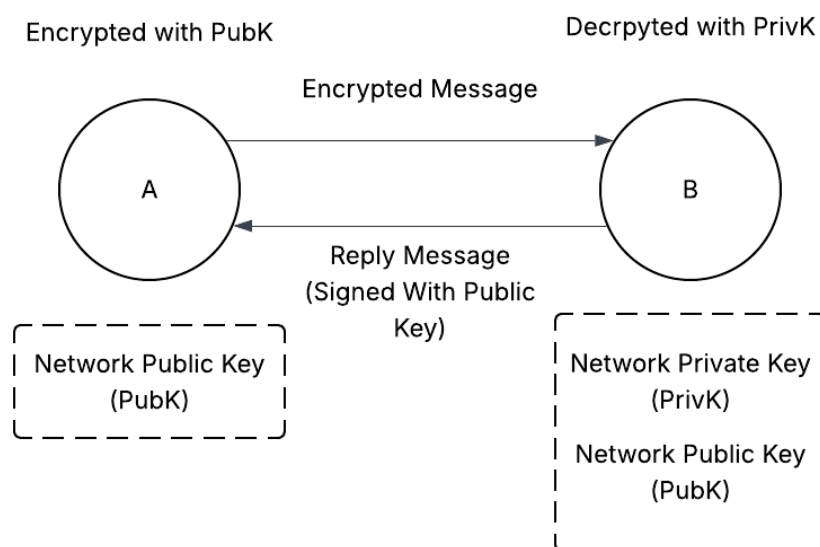 Encrypted with PubK
Decrpyted with PrivK
Encrypted Message
A
B
Reply Message
(Signed With Public
Key)
Network Public Key
(PubK)
Network Private Key
(PrivK)
Network Public Key
(PubK)